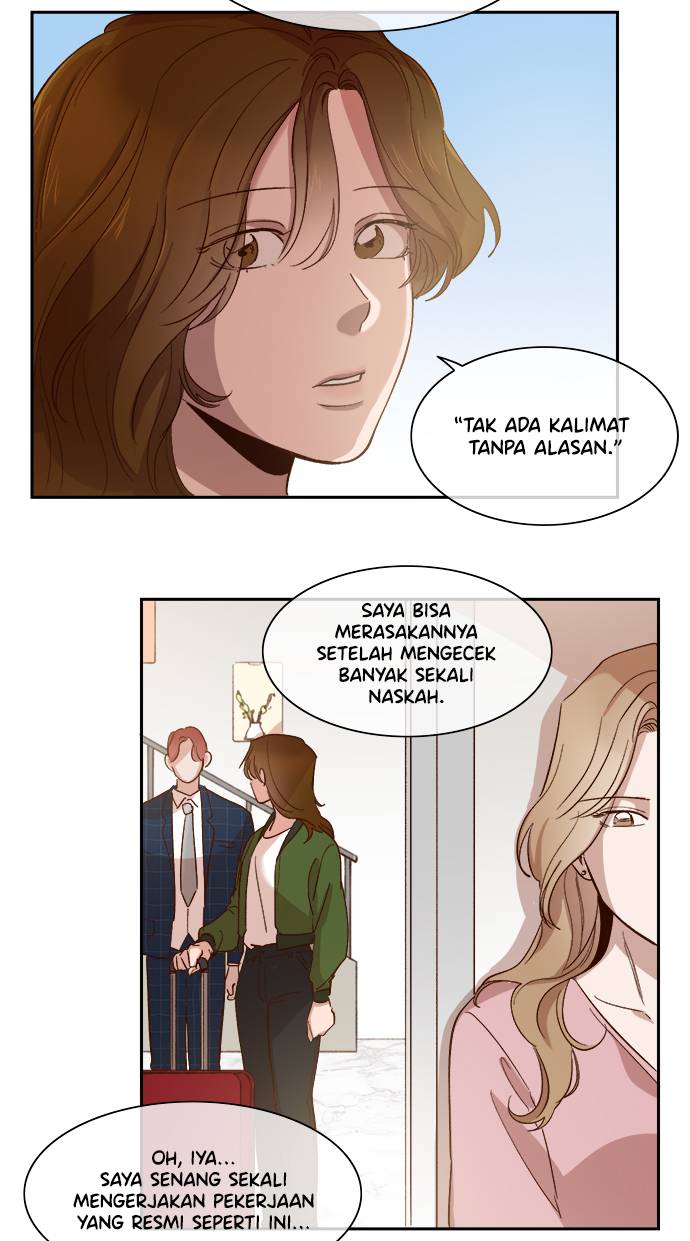 “TAK ADA KALIMAT
TANPA ALASAN.”
SAYA BISA
MERASAKANNYA
SETELAH MENGECEK
BANYAK SEKALI
NASKAH.
OH, IYA...
SAYA SENANG SEKALI
MENGERJAKAN PEKERJAAN
YANG RESMI SEPERTI INI...